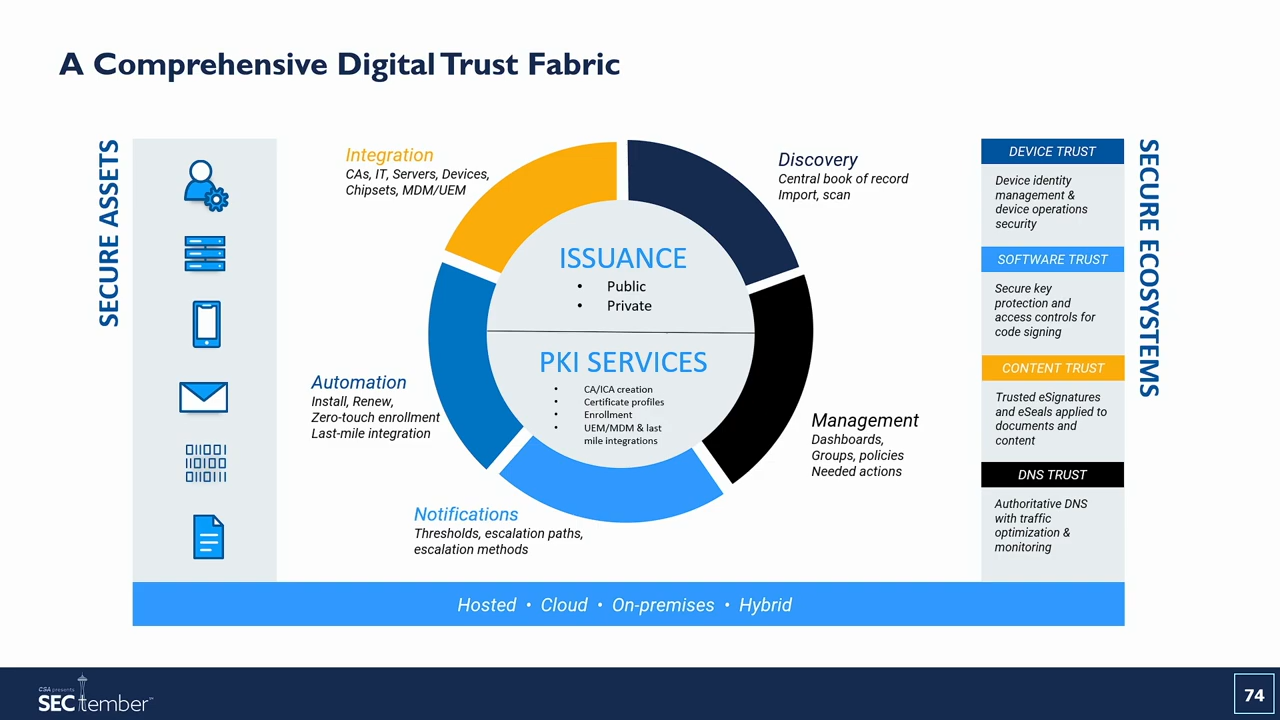 A Comprehensive Digital Trust Fabric
SECURE ASSETS
Integration
CAs, IT, Servers, Devices,
Chipsets, MDM/UEM
Discovery
Central book of record
Import, scan
ISSUANCE
• Public
• Private
PKI SERVICES
• CA/ICA creation
• Certificate profiles
• Enrollment
• UEM/MDM & last
mile integrations
Automation
Install, Renew,
Zero-touch enrollment
Last-mile integration
Management
Dashboards,
Groups, policies
Needed actions
Notifications
Thresholds, escalation paths,
escalation methods
DEVICE TRUST
Device identity
management &
device operations
security
SOFTWARE TRUST
Secure key
protection and
access controls for
code signing
CONTENT TRUST
Trusted eSignatures
and eSeals applied to
documents and
content
DNS TRUST
Authoritative DNS
with traffic
optimization &
monitoring
SECURE ECOSYSTEMS
Hosted • Cloud • On-premises • Hybrid
CSA presents
SECtember
74